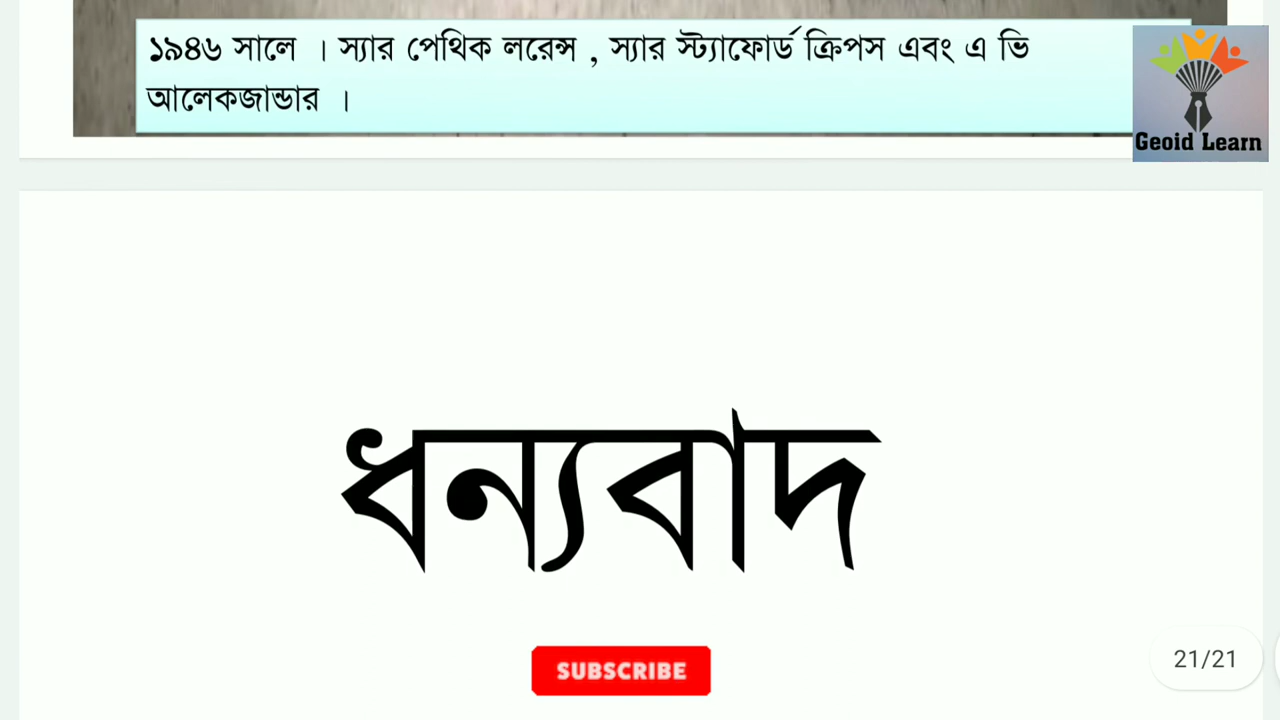 ১৯৪৬ সালে । স্যার পেথিক লরেন্স , স্যার স্ট্যাফোর্ড ক্রিপস এবং এ ভি
আলেকজান্ডার ।
Geoid Learn
ধন্যবাদ
SUBSCRIBE
21/21